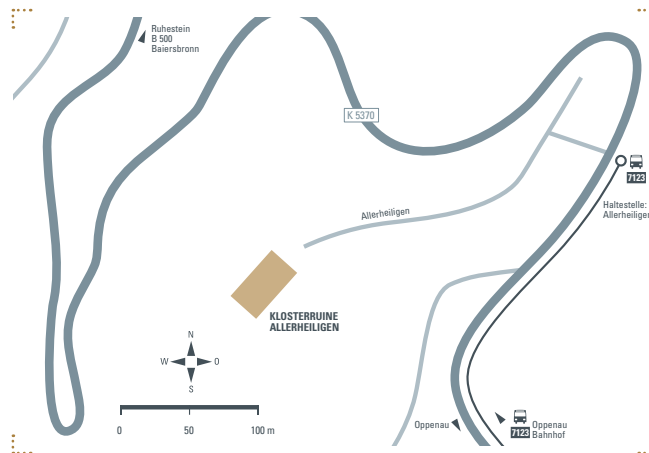 Ruhestein
B 500
Baiersbronn
K 5370
7123
Haltestelle:
Allerheiligen
Allerheiligen
KLOSTERRUINE
ALLERHEILIGEN
N
W O
S
0 50 100 m
Oppenau
7123
Oppenau
Bahnhof